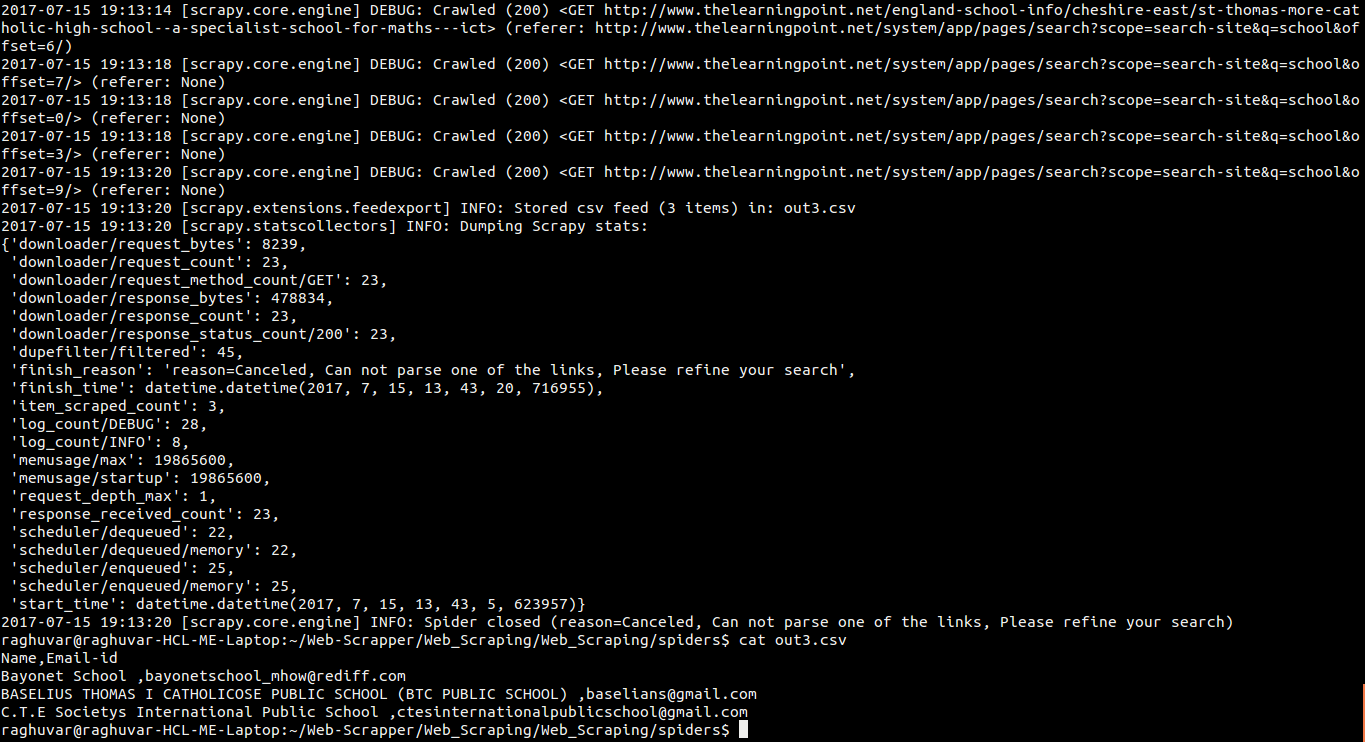 2017-07-15 19:13:14 [scrapy.core.engine] DEBUG: Crawled (200) <GET http://www.thelearningpoint.net/england-school-info/cheshire-east/st-thomas-more-cat
holic-high-school--a-specialist-school-for-maths---ict> (referer: http://www.thelearningpoint.net/system/app/pages/search?scope=search-site&q=school&of
fset=6/)
2017-07-15 19:13:18 [scrapy.core.engine] DEBUG: Crawled (200) <GET http://www.thelearningpoint.net/system/app/pages/search?scope=search-site&q=school&o
ffset=7/> (referer: None)
2017-07-15 19:13:18 [scrapy.core.engine] DEBUG: Crawled (200) <GET http://www.thelearningpoint.net/system/app/pages/search?scope=search-site&q=school&o
ffset=0/> (referer: None)
2017-07-15 19:13:18 [scrapy.core.engine] DEBUG: Crawled (200) <GET http://www.thelearningpoint.net/system/app/pages/search?scope=search-site&q=school&o
ffset=3/> (referer: None)
2017-07-15 19:13:20 [scrapy.core.engine] DEBUG: Crawled (200) <GET http://www.thelearningpoint.net/system/app/pages/search?scope=search-site&q=school&o
ffset=9/> (referer: None)
2017-07-15 19:13:20 [scrapy.extensions.feedexport] INFO: Stored csv feed (3 items) in: out3.csv
2017-07-15 19:13:20 [scrapy.statscollectors] INFO: Dumping Scrapy stats:
{'downloader/request_bytes': 8239,
 'downloader/request_count': 23,
 'downloader/request_method_count/GET': 23,
 'downloader/response_bytes': 478834,
 'downloader/response_count': 23,
 'downloader/response_status_count/200': 23,
 'dupefilter/filtered': 45,
 'finish_reason': 'reason=Canceled, Can not parse one of the links, Please refine your search',
 'finish_time': datetime.datetime(2017, 7, 15, 13, 43, 20, 716955),
 'item_scraped_count': 3,
 'log_count/DEBUG': 28,
 'log_count/INFO': 8,
 'memusage/max': 19865600,
 'memusage/startup': 19865600,
 'request_depth_max': 1,
 'response_received_count': 23,
 'scheduler/dequeued': 22,
 'scheduler/dequeued/memory': 22,
 'scheduler/enqueued': 25,
 'scheduler/enqueued/memory': 25,
 'start_time': datetime.datetime(2017, 7, 15, 13, 43, 5, 623957)}
2017-07-15 19:13:20 [scrapy.core.engine] INFO: Spider closed (reason=Canceled, Can not parse one of the links, Please refine your search)
raghuvar@raghuvar-HCL-ME-Laptop:~/Web-Scrapper/Web_Scraping/Web_Scraping/spiders$ cat out3.csv
Name,Email-id
Bayonet School ,bayonetschool_mhow@rediff.com
BASELIUS THOMAS I CATHOLICOSE PUBLIC SCHOOL (BTC PUBLIC SCHOOL) ,baselians@gmail.com
C.T.E Societys International Public School ,ctesinternationalpublicschool@gmail.com
raghuvar@raghuvar-HCL-ME-Laptop:~/Web-Scrapper/Web_Scraping/Web_Scraping/spiders$